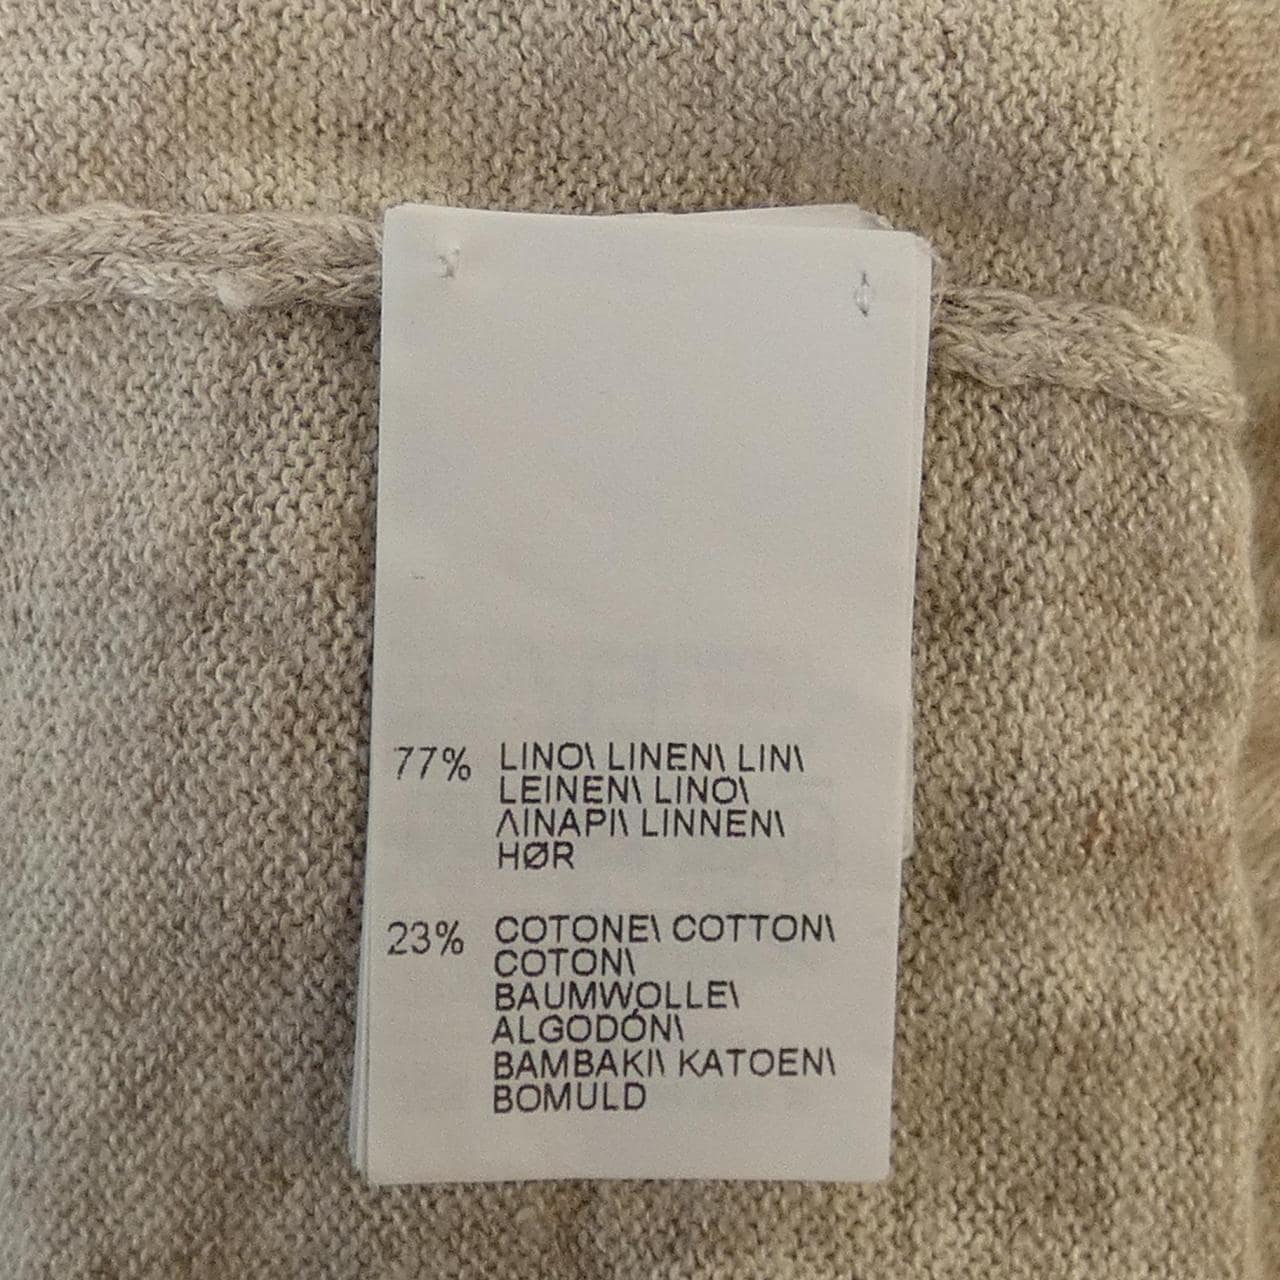 77% LINO\ LINEN\ LIN\
LEINEN\ LINO\
ΛΙΝΑΡΙ\ LINNEN\
HØR
23% COTONE\ COTTON\
COTON\
BAUMWOLLE\
ALGODÓN\
BAMBAKI\ KATOEN\
BOMULD